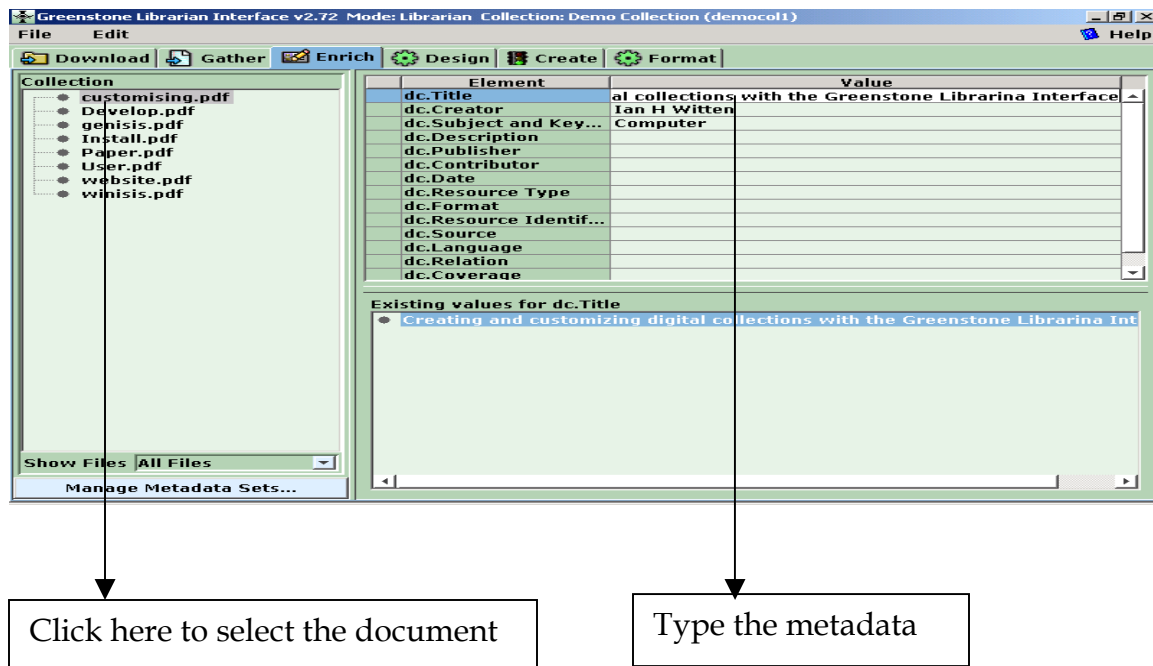 Greenstone Librarian Interface v2.72 Mode: Librarian Collection: Demo Collection (democol1)
File Edit Help
Download Gather Enrich Design Create Format
Collection
customising.pdf
Develop.pdf
genisis.pdf
Install.pdf
Paper.pdf
User.pdf
website.pdf
winisis.pdf
Show Files All Files
Manage Metadata Sets...
Element Value
dc.Title al collections with the Greenstone Librarina Interface
dc.Creator Ian H Witten
dc.Subject and Key... Computer
dc.Description
dc.Publisher
dc.Contributor
dc.Date
dc.Resource Type
dc.Format
dc.Resource Identif...
dc.Source
dc.Language
dc.Relation
dc.Coverage
Existing values for dc.Title
Creating and customizing digital collections with the Greenstone Librarina Int
Click here to select the document
Type the metadata